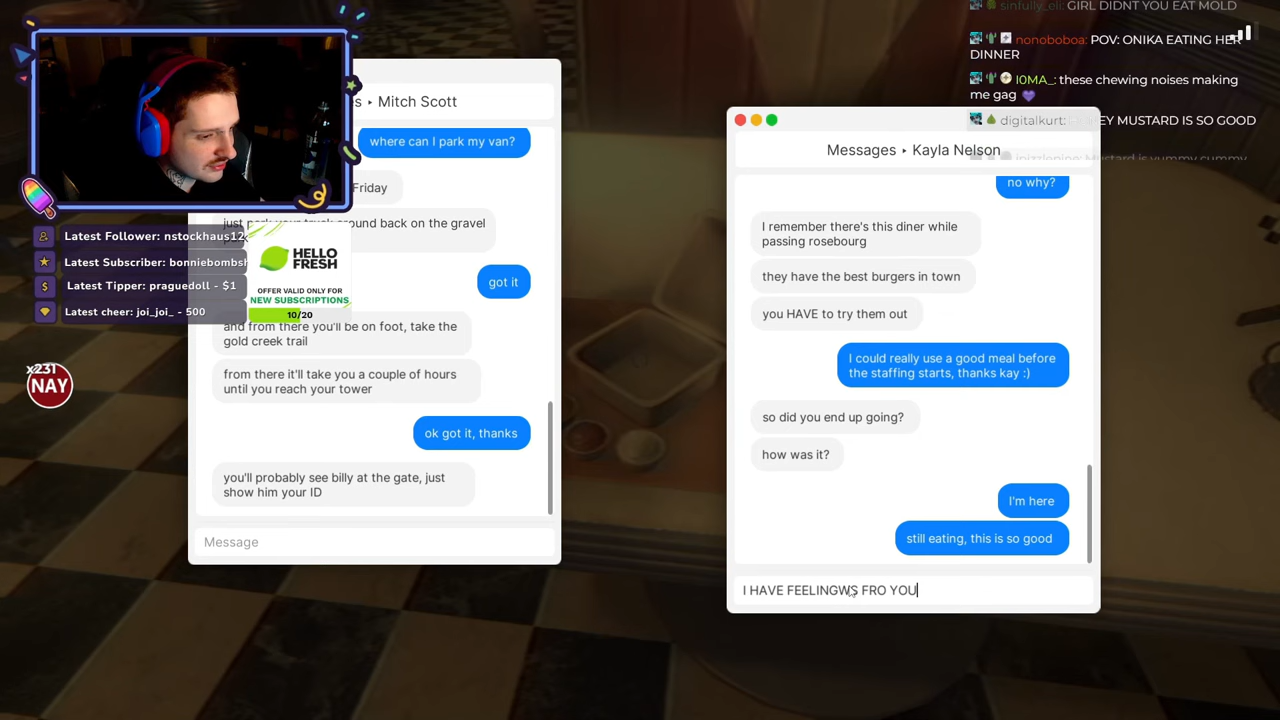 sinfully_eli: GIRL DIDNT YOU EAT MOLD
nonoboboa: POV: ONIKA EATING HER
DINNER
I0MA_: these chewing noises making
me gag
digitalkurt: MUSTARD IS SO GOOD
Mustard is yummy cummy
Mitch Scott
where can I park my van?
Friday
just park your truck around back on the gravel
got it
and from there you'll be on foot, take the
gold creek trail
from there it'll take you a couple of hours
until you reach your tower
ok got it, thanks
you'll probably see billy at the gate, just
show him your ID
Message
Latest Follower: nstockhaus12
Latest Subscriber: bonniebombsh
Latest Tipper: praguedoll - $1
Latest cheer: joi_joi_ - 500
HELLO
FRESH
OFFER VALID ONLY FOR
NEW SUBSCRIPTIONS
10/20
x231
NAY
Messages ‣ Kayla Nelson
no why?
I remember there's this diner while
passing rosebourg
they have the best burgers in town
you HAVE to try them out
I could really use a good meal before
the staffing starts, thanks kay :)
so did you end up going?
how was it?
I'm here
still eating, this is so good
I HAVE FEELINGWS FRO YOU